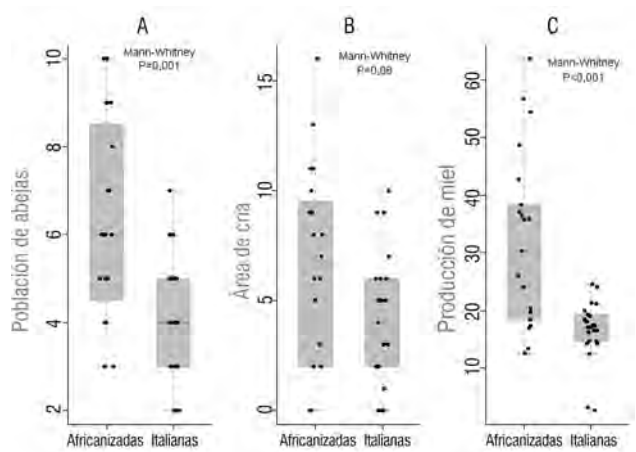 A
Mann-Whitney
P=0,001
Población de abejas
10
8
6
4
2
Africanizadas Italianas
B
Mann-Whitney
P=0,08
Área de cría
15
10
5
0
Africanizadas Italianas
C
Mann-Whitney
P<0,001
Producción de miel
60
50
40
30
20
10
0
Africanizadas Italianas